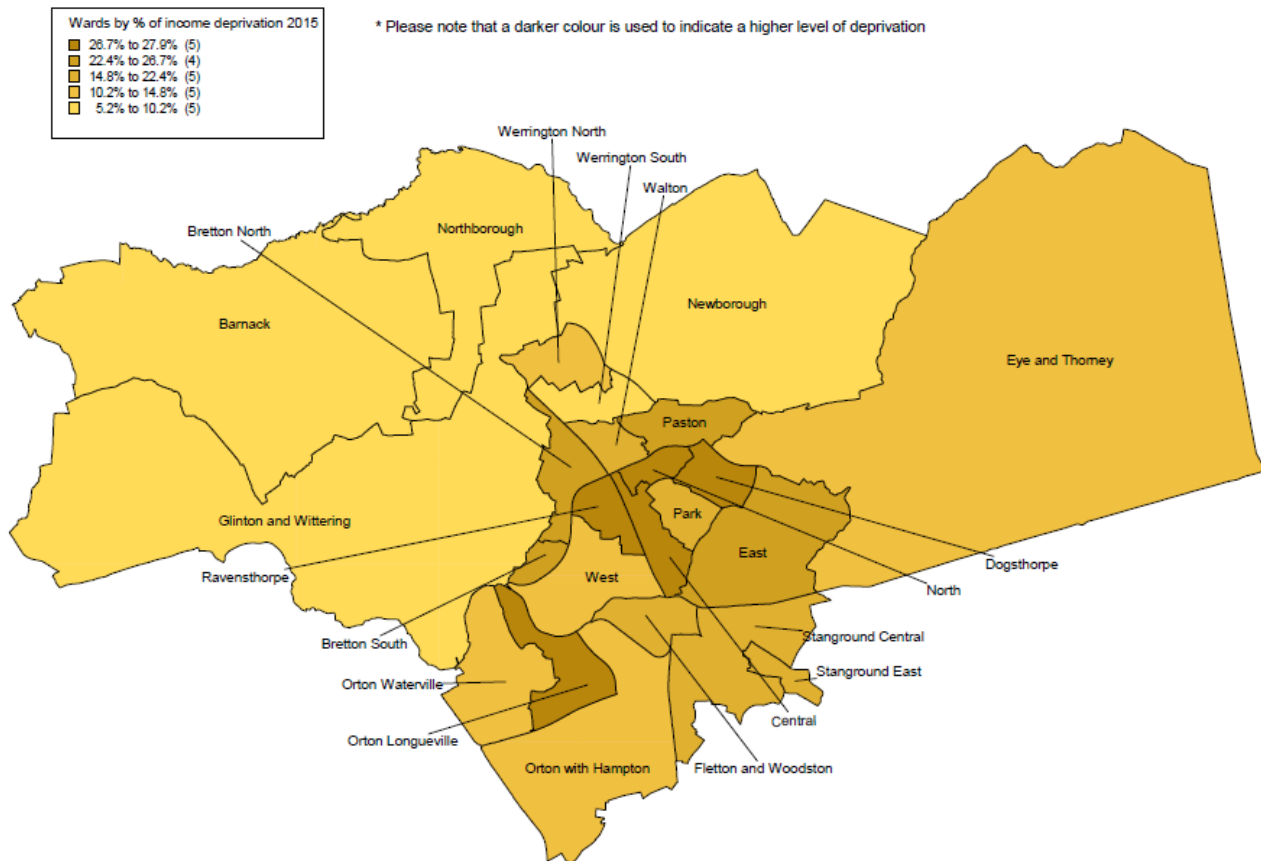 Wards by % of income deprivation 2015
26.7% to 27.9% (5)
22.4% to 26.7% (4)
14.8% to 22.4% (5)
10.2% to 14.8% (5)
5.2% to 10.2% (5)
* Please note that a darker colour is used to indicate a higher level of deprivation
Werrington North
Werrington South
Walton
Bretton North
Northborough
Newborough
Barnack
Eye and Thorney
Paston
Park
Glinton and Wittering
East
Dogsthorpe
Ravensthorpe
West
North
Bretton South
Stanground Central
Stanground East
Orton Waterville
Central
Orton Longueville
Orton with Hampton
Fletton and Woodston